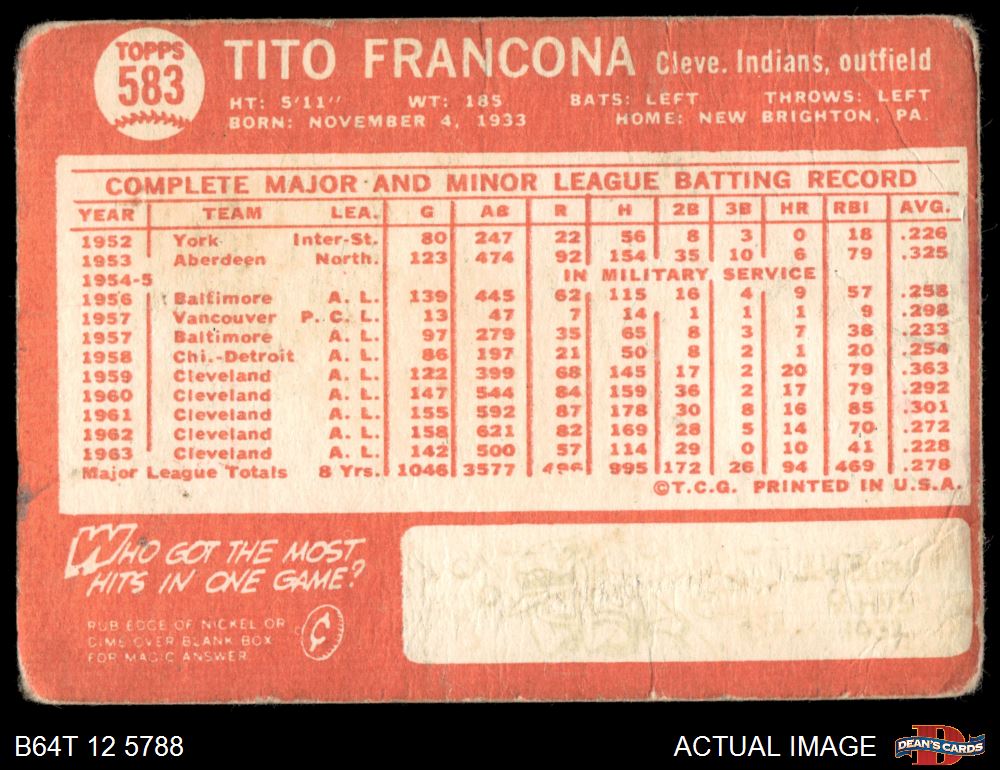 TOPPS
583
TITO FRANCONA Cleve. Indians, outfield
HT: 5'11" WT: 185 BATS: LEFT THROWS: LEFT
BORN: NOVEMBER 4, 1933 HOME: NEW BRIGHTON, PA.
COMPLETE MAJOR AND MINOR LEAGUE BATTING RECORD
YEAR TEAM LEA. G AB R H 2B 3B HR RBI AVG.
1952 York Inter-St. 80 247 22 56 8 3 0 18 .226
1953 Aberdeen North. 123 474 92 154 35 10 6 79 .325
1954-5 IN MILITARY SERVICE
1956 Baltimore A. L. 139 445 62 115 16 4 9 57 .258
1957 Vancouver P. C. L. 13 47 7 14 1 1 1 9 .298
1957 Baltimore A. L. 97 279 35 65 8 3 7 38 .233
1958 Chi.-Detroit A. L. 86 197 21 50 8 2 1 20 .254
1959 Cleveland A. L. 122 399 68 145 17 2 20 79 .363
1960 Cleveland A. L. 147 544 84 159 36 2 17 79 .292
1961 Cleveland A. L. 155 592 87 178 30 8 16 85 .301
1962 Cleveland A. L. 158 621 82 169 28 5 14 70 .272
1963 Cleveland A. L. 142 500 57 114 29 0 10 41 .228
Major League Totals 8 Yrs. 1046 3577 496 995 172 26 94 469 .278
©T.C.G. PRINTED IN U.S.A.
WHO GOT THE MOST
HITS IN ONE GAME?
RUB EDGE OF NICKEL OR
DIME OVER BLANK BOX
FOR MAGIC ANSWER
¢
B64T 12 5788
ACTUAL IMAGE
D
DEAN'S CARDS